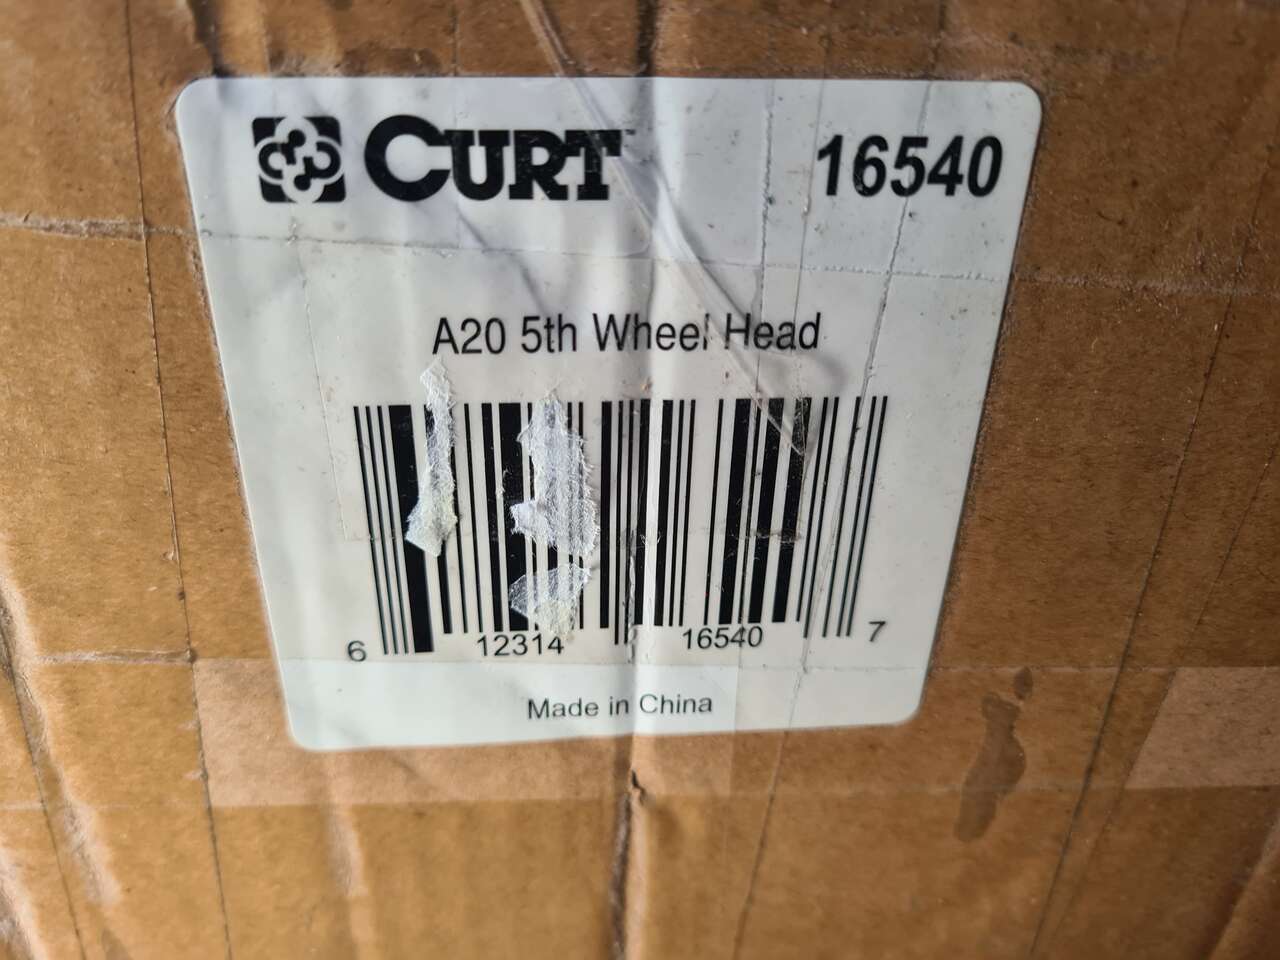 CURT 16540
A20 5th Wheel Head
6 12314 16540 7
Made in China